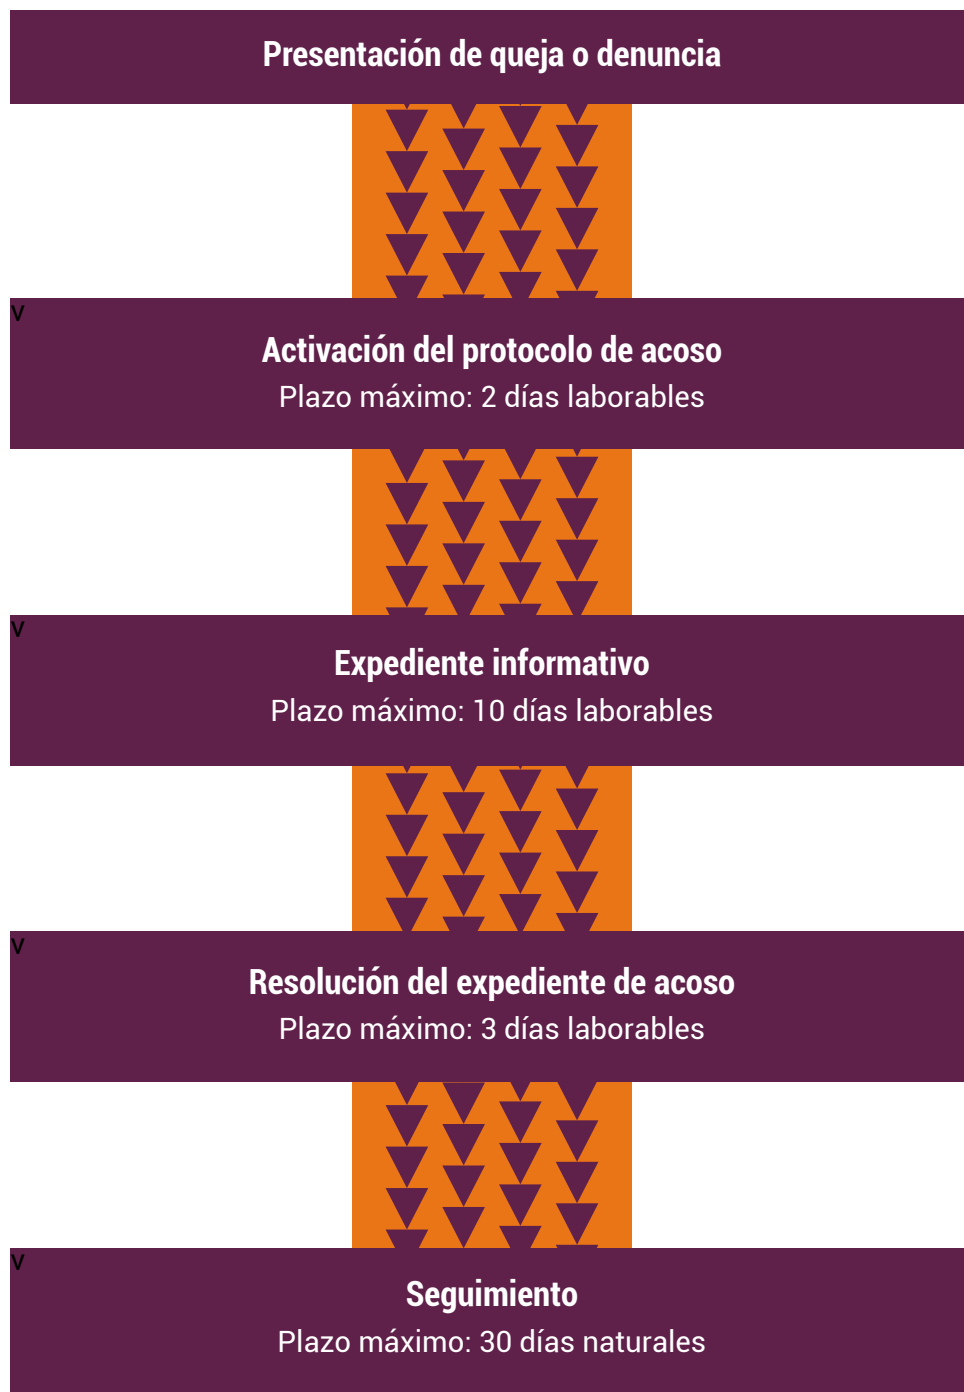 Presentación de queja o denuncia
v
Activación del protocolo de acoso
Plazo máximo: 2 días laborables
v
Expediente informativo
Plazo máximo: 10 días laborables
v
Resolución del expediente de acoso
Plazo máximo: 3 días laborables
v
Seguimiento
Plazo máximo: 30 días naturales